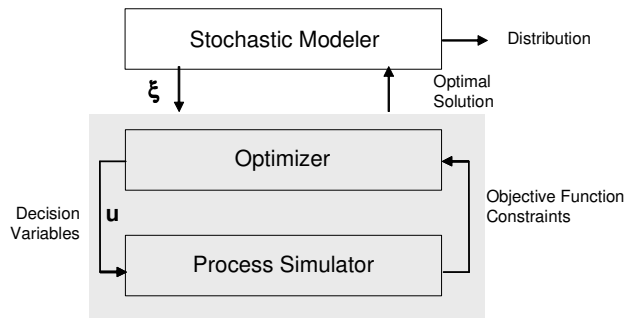 Stochastic Modeler
Distribution
ξ
Optimal
Solution
Optimizer
Decision
Variables
u
Objective Function
Constraints
Process Simulator